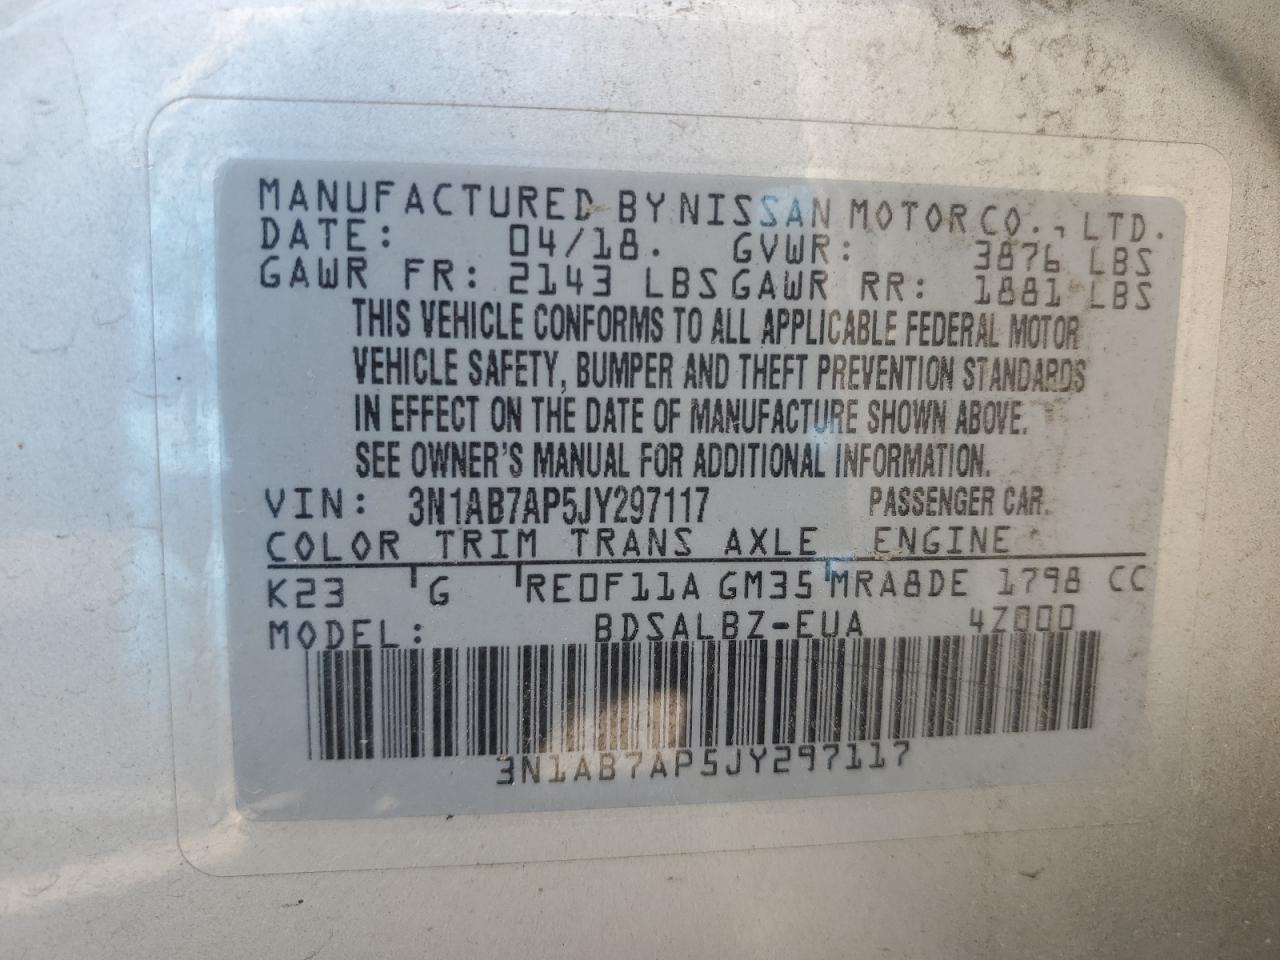 MANUFACTURED BY NISSAN MOTOR CO., LTD.
DATE: 04/18. GVWR: 3876 LBS
GAWR FR: 2143 LBS GAWR RR: 1881 LBS
THIS VEHICLE CONFORMS TO ALL APPLICABLE FEDERAL MOTOR
VEHICLE SAFETY, BUMPER AND THEFT PREVENTION STANDARDS
IN EFFECT ON THE DATE OF MANUFACTURE SHOWN ABOVE.
SEE OWNER'S MANUAL FOR ADDITIONAL INFORMATION.
VIN: 3N1AB7AP5JY297117 PASSENGER CAR.
COLOR TRIM TRANS AXLE ENGINE
K23 G RE0F11A GM35 MRA8DE 1798 CC
MODEL: BDSALBZ-EUA 4Z000
3N1AB7AP5JY297117